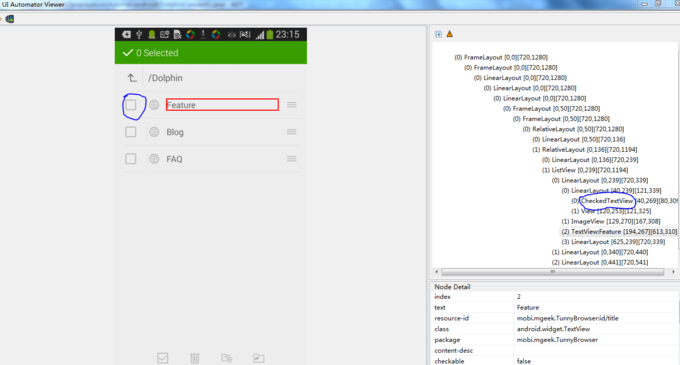 UI Automator Viewer
23:15
0 Selected
/Dolphin
Feature
Blog
FAQ
(0) FrameLayout [0,0][720,1280]
(0) FrameLayout [0,0][720,1280]
(0) LinearLayout [0,0][720,1280]
(0) LinearLayout [0,0][720,1280]
(0) LinearLayout [0,0][720,1280]
(0) FrameLayout [0,50][720,1280]
(0) FrameLayout [0,50][720,1280]
(0) RelativeLayout [0,50][720,1280]
(0) LinearLayout [0,50][720,136]
(1) RelativeLayout [0,136][720,1194]
(0) LinearLayout [0,136][720,239]
(1) ListView [0,239][720,1194]
(0) LinearLayout [0,239][720,339]
(0) LinearLayout [40,239][121,339]
(0) CheckedTextView [40,269][80,309
(1) View [120,253][121,325]
(1) ImageView [129,270][167,308]
(2) TextView:Feature [194,267][613,310]
(3) LinearLayout [625,239][720,339]
(1) LinearLayout [0,340][720,440]
(2) LinearLayout [0,441][720,541]
Node Detail
index 2
text Feature
resource-id mobi.mgeek.TunnyBrowser:id/title
class android.widget.TextView
package mobi.mgeek.TunnyBrowser
content-desc
checkable false